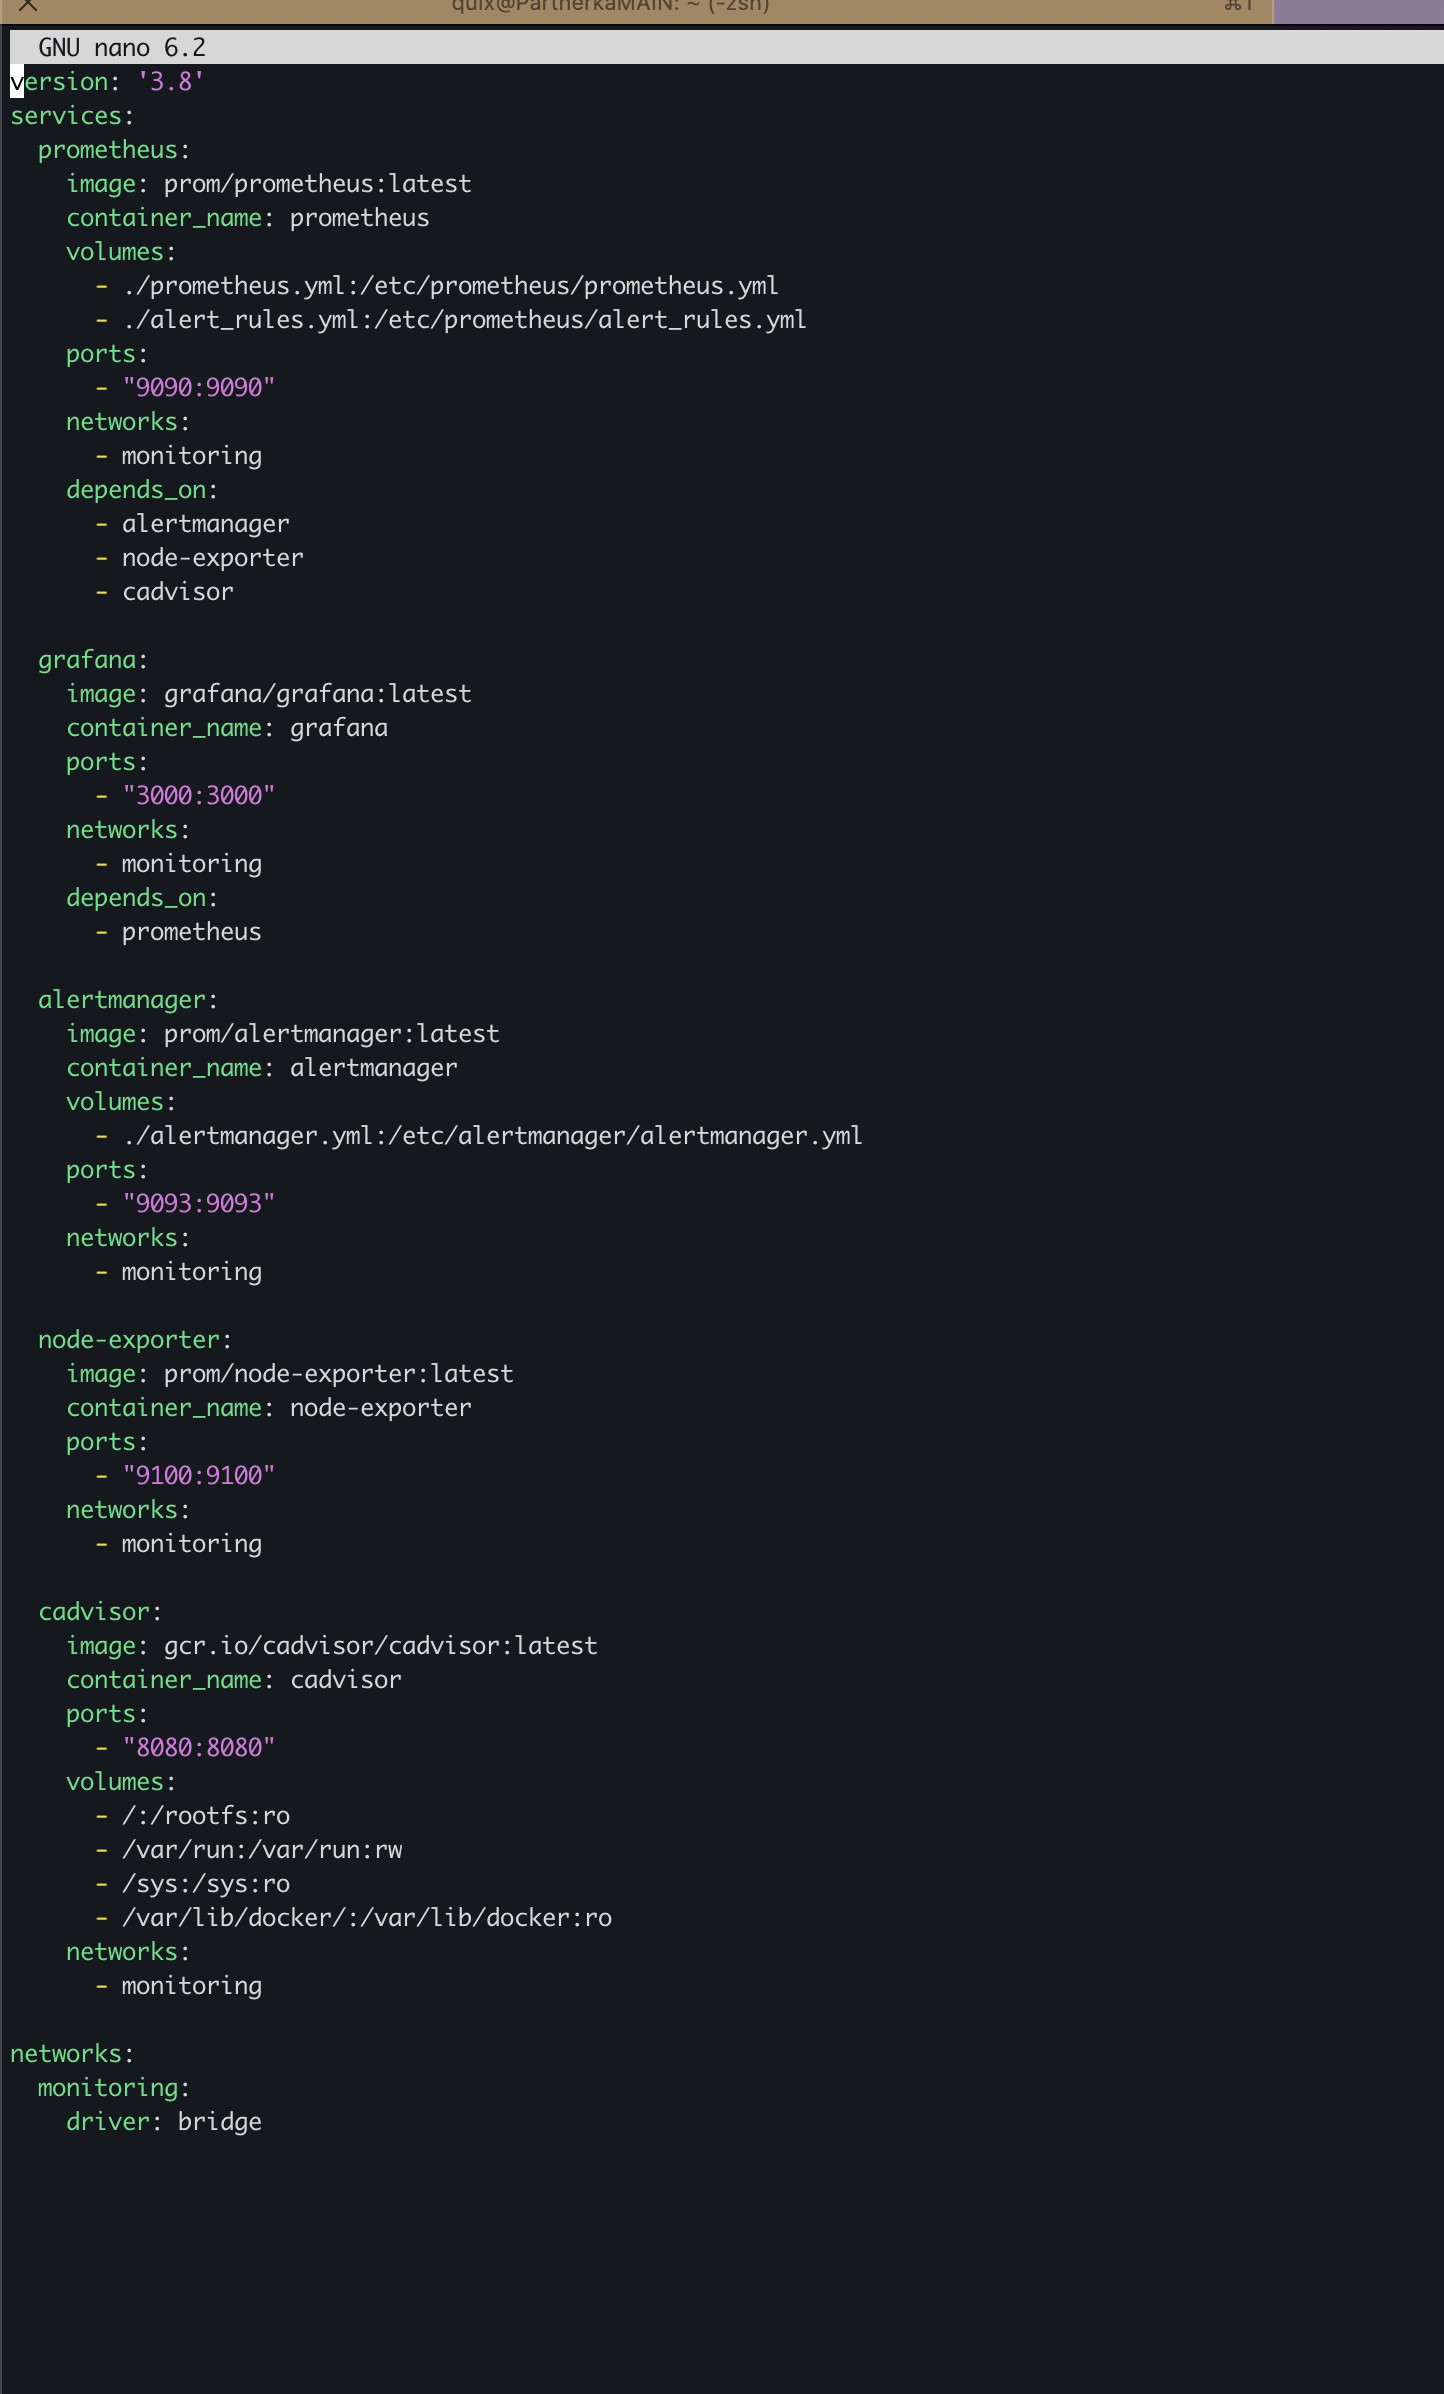 quix@PartnerkaMAIN: ~ (-zsh)
⌘1
GNU nano 6.2
version: '3.8'
services:
  prometheus:
    image: prom/prometheus:latest
    container_name: prometheus
    volumes:
      - ./prometheus.yml:/etc/prometheus/prometheus.yml
      - ./alert_rules.yml:/etc/prometheus/alert_rules.yml
    ports:
      - "9090:9090"
    networks:
      - monitoring
    depends_on:
      - alertmanager
      - node-exporter
      - cadvisor

  grafana:
    image: grafana/grafana:latest
    container_name: grafana
    ports:
      - "3000:3000"
    networks:
      - monitoring
    depends_on:
      - prometheus

  alertmanager:
    image: prom/alertmanager:latest
    container_name: alertmanager
    volumes:
      - ./alertmanager.yml:/etc/alertmanager/alertmanager.yml
    ports:
      - "9093:9093"
    networks:
      - monitoring

  node-exporter:
    image: prom/node-exporter:latest
    container_name: node-exporter
    ports:
      - "9100:9100"
    networks:
      - monitoring

  cadvisor:
    image: gcr.io/cadvisor/cadvisor:latest
    container_name: cadvisor
    ports:
      - "8080:8080"
    volumes:
      - /:/rootfs:ro
      - /var/run:/var/run:rw
      - /sys:/sys:ro
      - /var/lib/docker/:/var/lib/docker:ro
    networks:
      - monitoring

networks:
  monitoring:
    driver: bridge